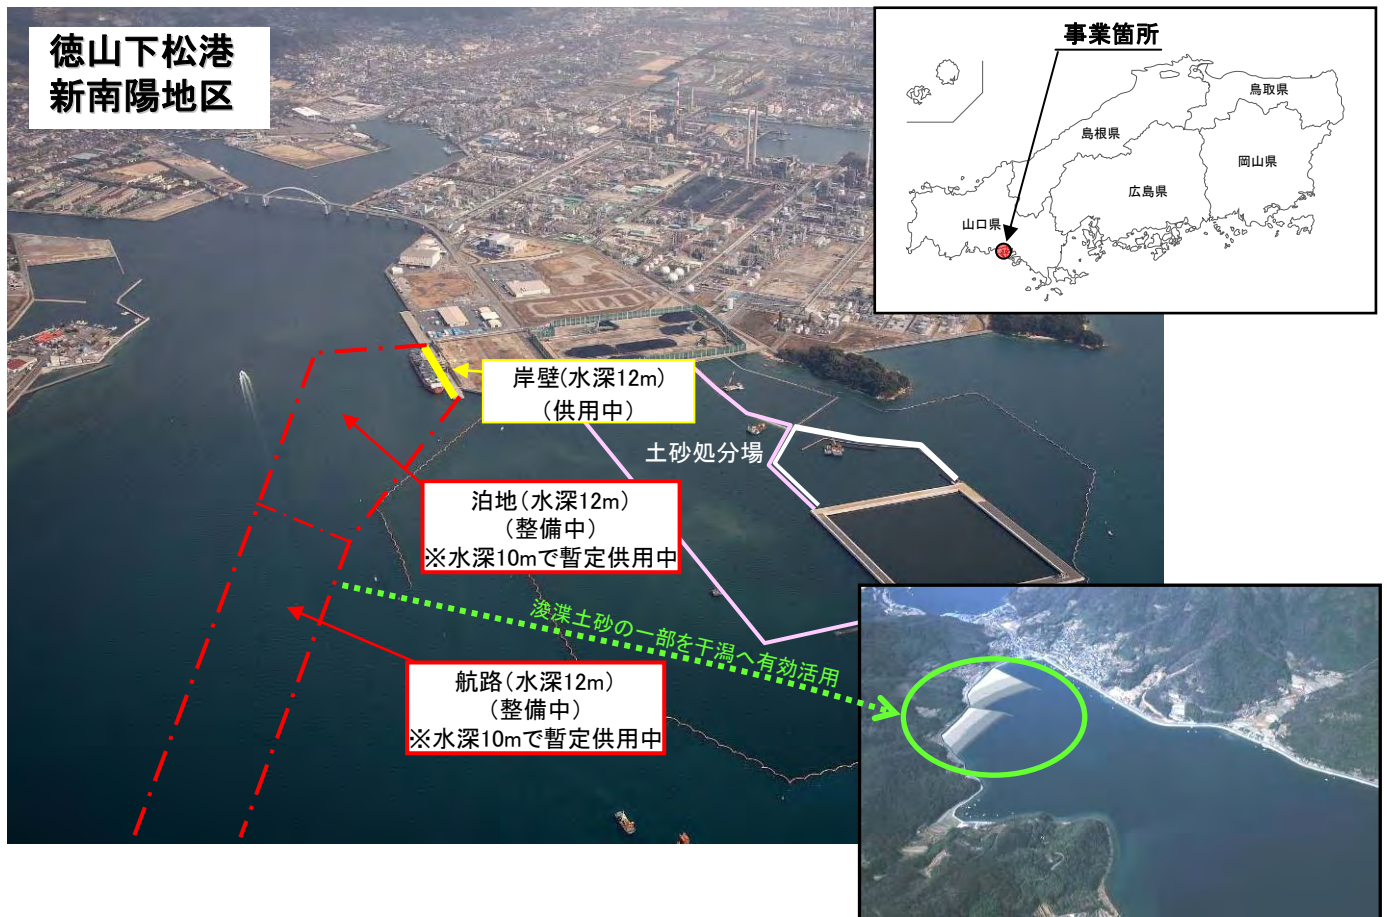 徳山下松港
新南陽地区
事業箇所
鳥取県
島根県
岡山県
広島県
山口県
岸壁(水深12m)
(供用中)
土砂処分場
泊地(水深12m)
(整備中)
※水深10mで暫定供用中
浚渫土砂の一部を干潟へ有効活用
航路(水深12m)
(整備中)
※水深10mで暫定供用中